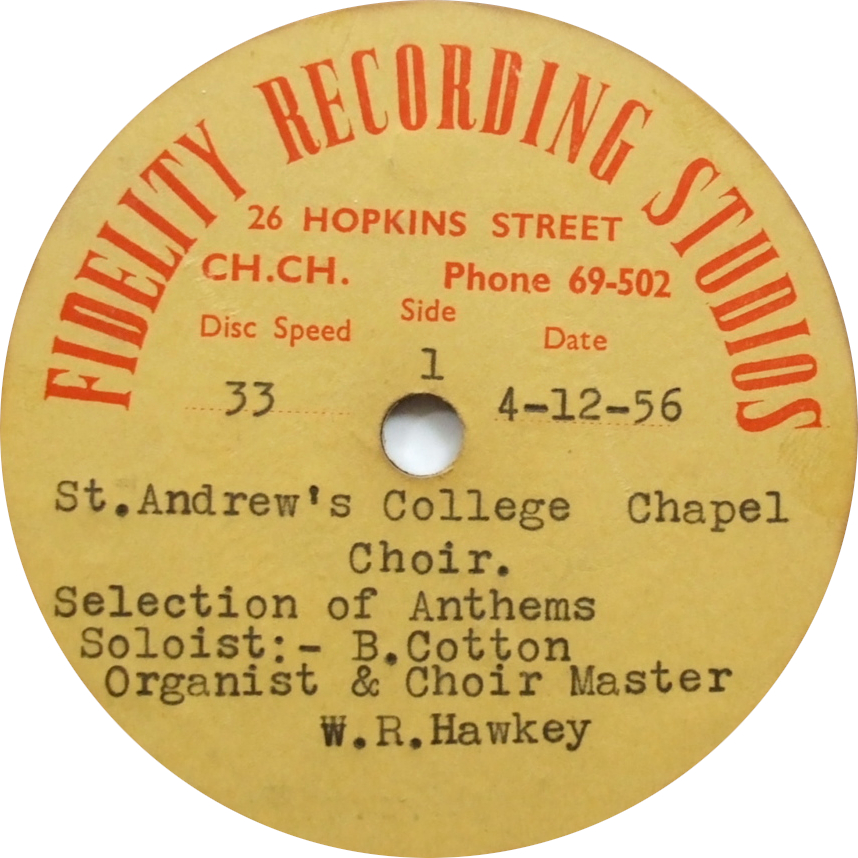 FIDELITY RECORDING STUDIOS
26 HOPKINS STREET
CH.CH. Phone 69-502
Disc Speed Side Date
33 1 4-12-56
St.Andrew's College Chapel
Choir.
Selection of Anthems
Soloist:- B.Cotton
Organist & Choir Master
W.R.Hawkey